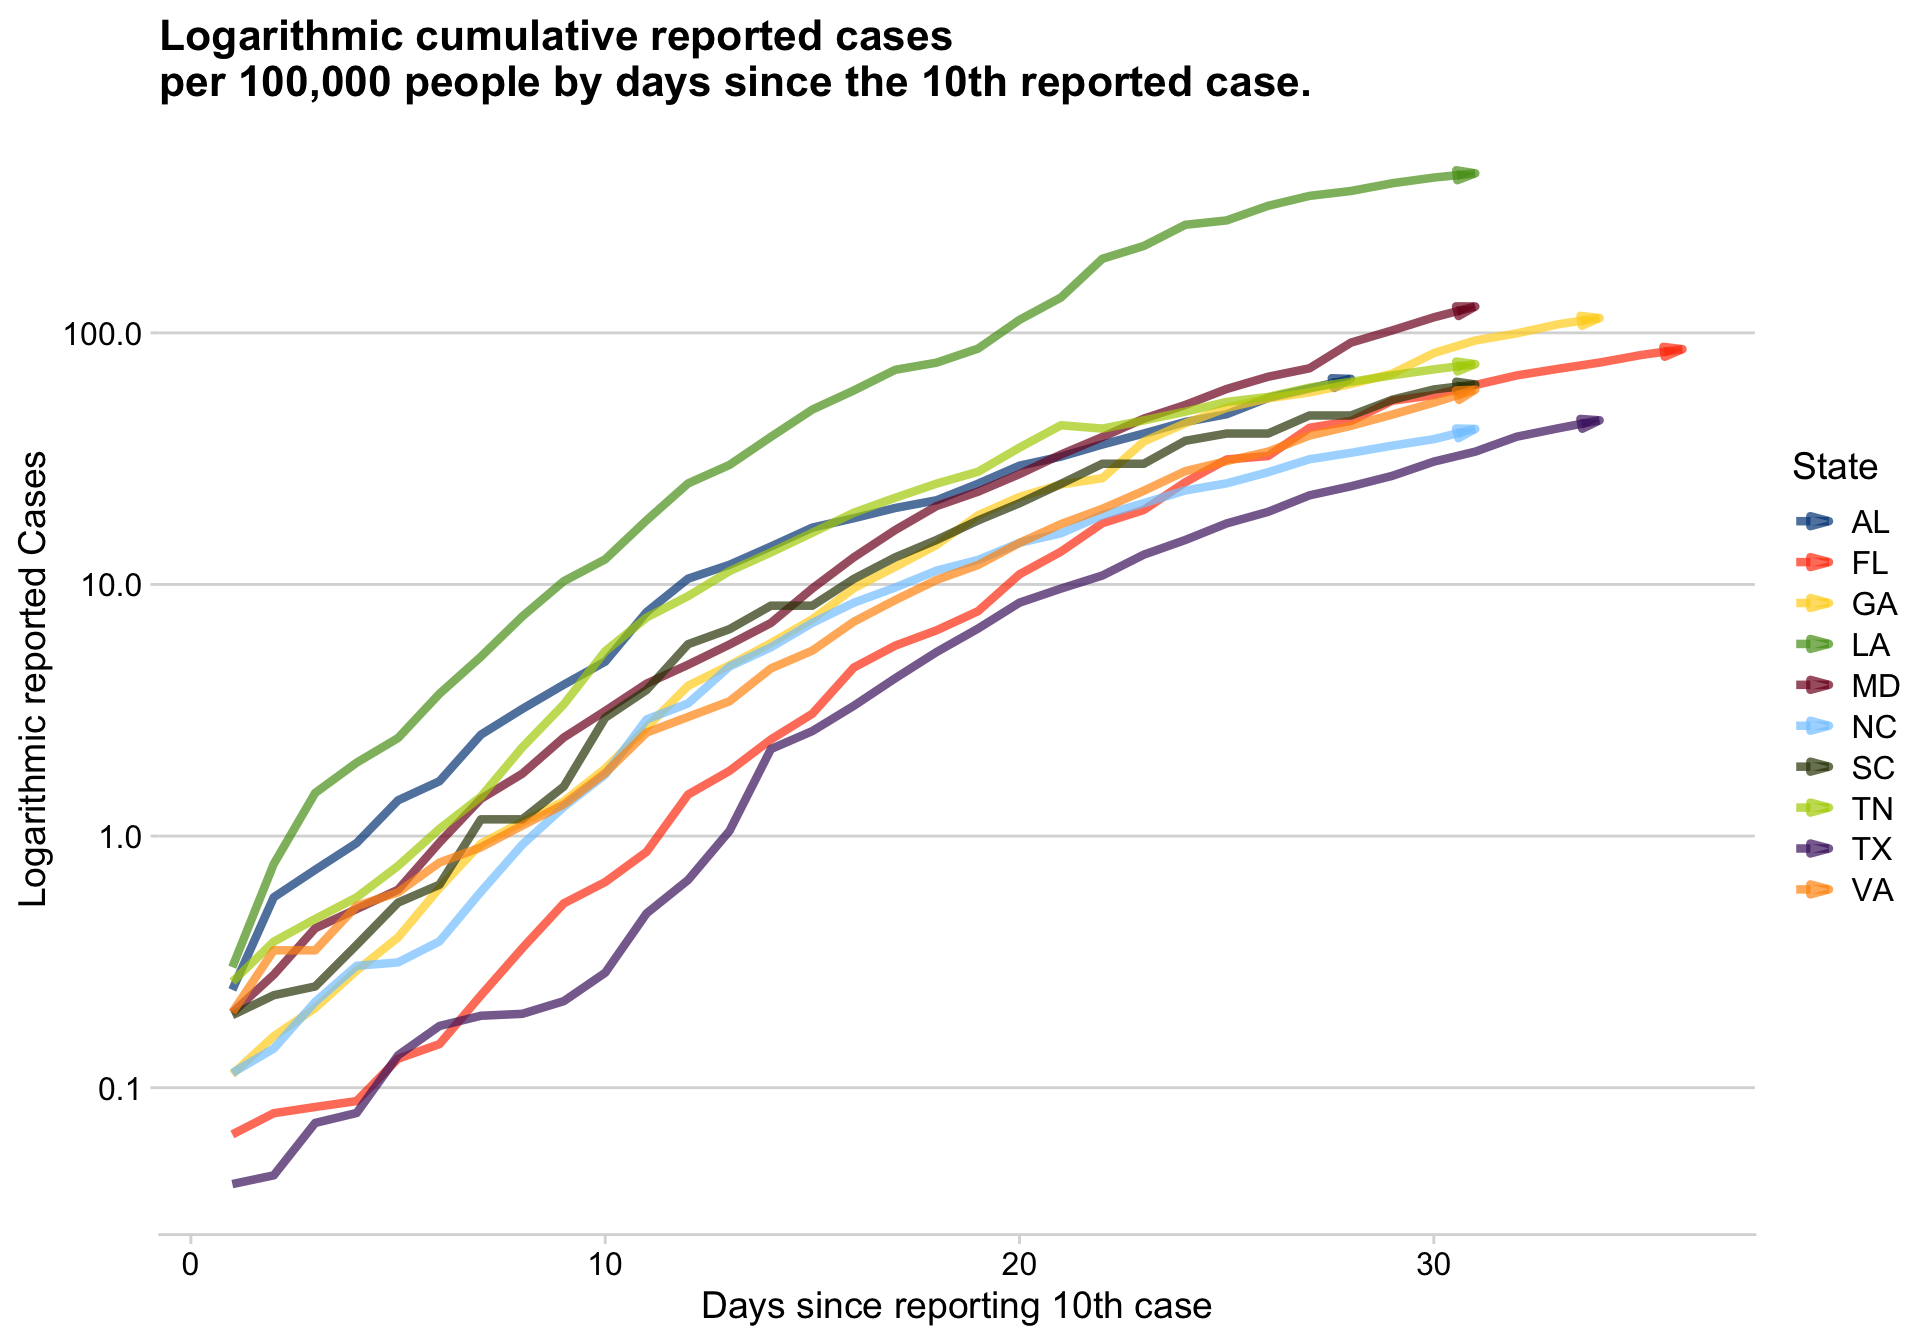 Logarithmic cumulative reported cases
per 100,000 people by days since the 10th reported case.
Logarithmic reported Cases
100.0
10.0
1.0
0.1
0
10
20
30
Days since reporting 10th case
State
AL
FL
GA
LA
MD
NC
SC
TN
TX
VA